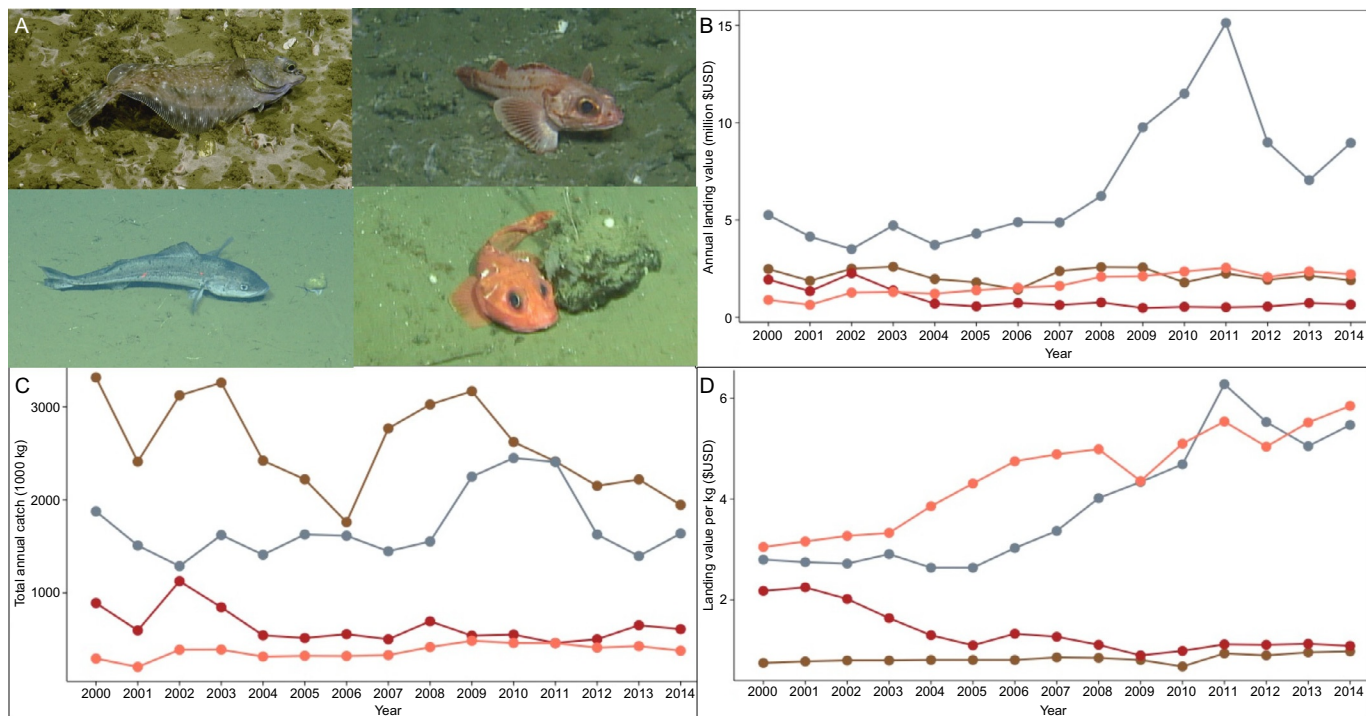 A
B
Annual landing value (million $USD)
15
10
5
0
2000 2001 2002 2003 2004 2005 2006 2007 2008 2009 2010 2011 2012 2013 2014
Year
C
Total annual catch (1000 kg)
3000
2000
1000
2000 2001 2002 2003 2004 2005 2006 2007 2008 2009 2010 2011 2012 2013 2014
Year
D
Landing value per kg ($USD)
6
4
2
2000 2001 2002 2003 2004 2005 2006 2007 2008 2009 2010 2011 2012 2013 2014
Year